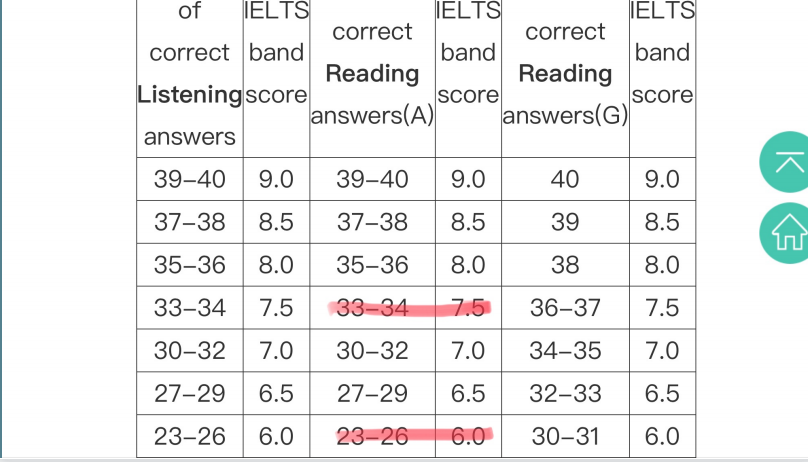 of IELTS IELTS IELTS
correct correct
correct band band band
Reading Reading
Listening score score score
answers(A) answers(G)
answers
39–40 9.0 39–40 9.0 40 9.0
37–38 8.5 37–38 8.5 39 8.5
35–36 8.0 35–36 8.0 38 8.0
33–34 7.5 33–34 7.5 36–37 7.5
30–32 7.0 30–32 7.0 34–35 7.0
27–29 6.5 27–29 6.5 32–33 6.5
23–26 6.0 23–26 6.0 30–31 6.0